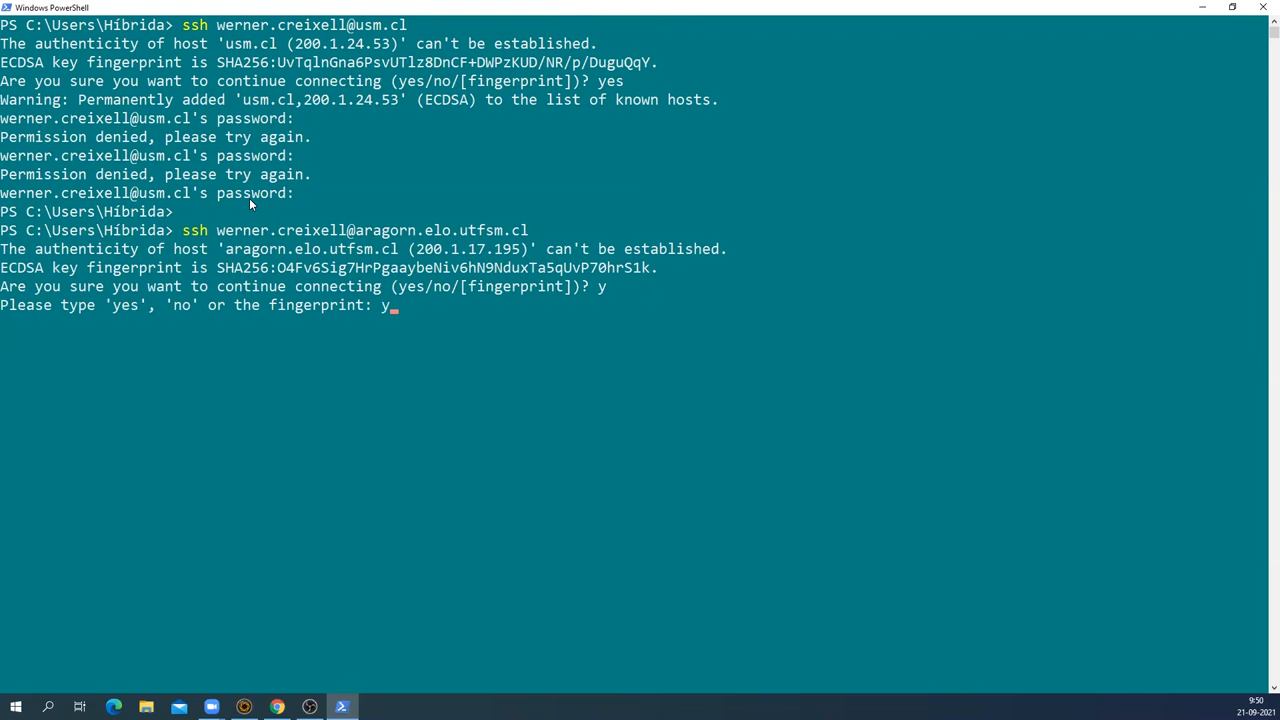 Windows PowerShell
PS C:\Users\Híbrida> ssh werner.creixell@usm.cl
The authenticity of host 'usm.cl (200.1.24.53)' can't be established.
ECDSA key fingerprint is SHA256:UvTqlnGna6PsvUTlz8DnCF+DWPzKUD/NR/p/DuguQqY.
Are you sure you want to continue connecting (yes/no/[fingerprint])? yes
Warning: Permanently added 'usm.cl,200.1.24.53' (ECDSA) to the list of known hosts.
werner.creixell@usm.cl's password:
Permission denied, please try again.
werner.creixell@usm.cl's password:
Permission denied, please try again.
werner.creixell@usm.cl's password:
PS C:\Users\Híbrida>
PS C:\Users\Híbrida> ssh werner.creixell@aragorn.elo.utfsm.cl
The authenticity of host 'aragorn.elo.utfsm.cl (200.1.17.195)' can't be established.
ECDSA key fingerprint is SHA256:O4Fv6Sig7HrPgaaybeNiv6hN9NduxTa5qUvP70hrS1k.
Are you sure you want to continue connecting (yes/no/[fingerprint])? y
Please type 'yes', 'no' or the fingerprint: y
9:50
21-09-2021